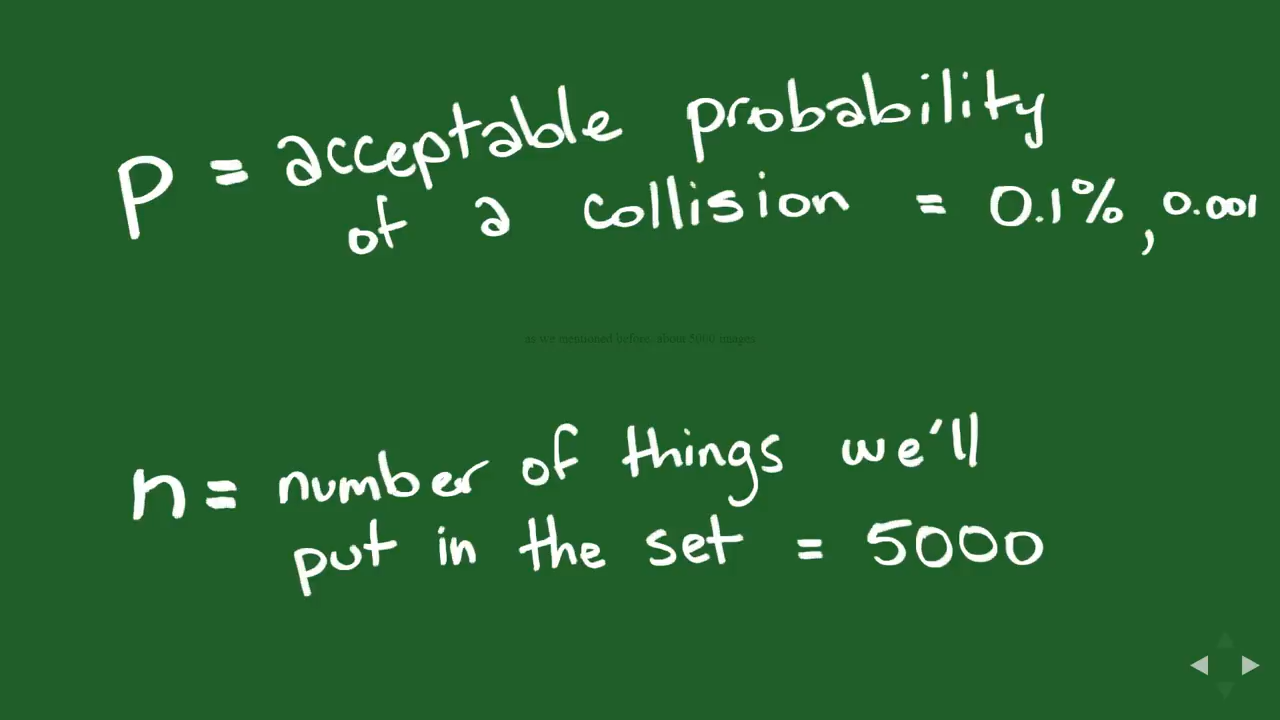 p = acceptable probability
of a collision = 0.1%, 0.001
as we mentioned before, about 5000 images
n = number of things we'll
put in the set = 5000